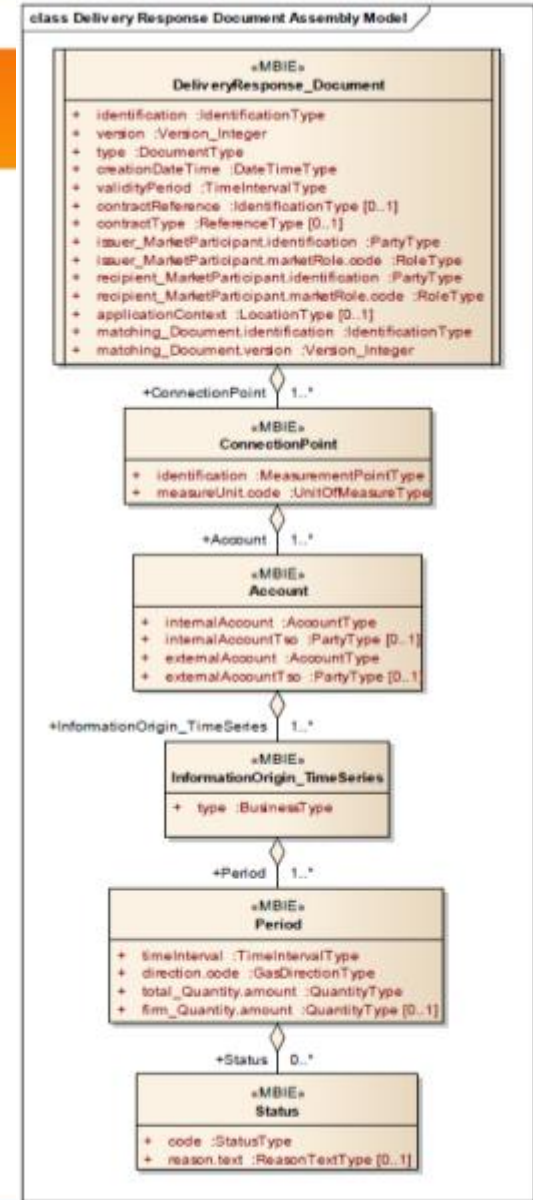 class Delivery Response Document Assembly Model
«MBIE»
DeliveryResponse_Document
+ identification :IdentificationType
+ version :Version_Integer
+ type :DocumentType
+ creationDateTime :DateTimeType
+ validityPeriod :TimeIntervalType
+ contractReference :IdentificationType [0..1]
+ contractType :ReferenceType [0..1]
+ issuer_MarketParticipant.identification :PartyType
+ issuer_MarketParticipant.marketRole.code :RoleType
+ recipient_MarketParticipant.identification :PartyType
+ recipient_MarketParticipant.marketRole.code :RoleType
+ applicationContext :LocationType [0..1]
+ matching_Document.identification :IdentificationType
+ matching_Document.version :Version_Integer
+ConnectionPoint 1..*
«MBIE»
ConnectionPoint
+ identification :MeasurementPointType
+ measureUnit.code :UnitOfMeasureType
+Account 1..*
«MBIE»
Account
+ internalAccount :AccountType
+ internalAccountTso :PartyType [0..1]
+ externalAccount :AccountType
+ externalAccountTso :PartyType [0..1]
+InformationOrigin_TimeSeries 1..*
«MBIE»
InformationOrigin_TimeSeries
+ type :BusinessType
+Period 1..*
«MBIE»
Period
+ timeInterval :TimeIntervalType
+ direction.code :GasDirectionType
+ total_Quantity.amount :QuantityType
+ firm_Quantity.amount :QuantityType [0..1]
+Status 0..*
«MBIE»
Status
+ code :StatusType
+ reason.text :ReasonTextType [0..1]